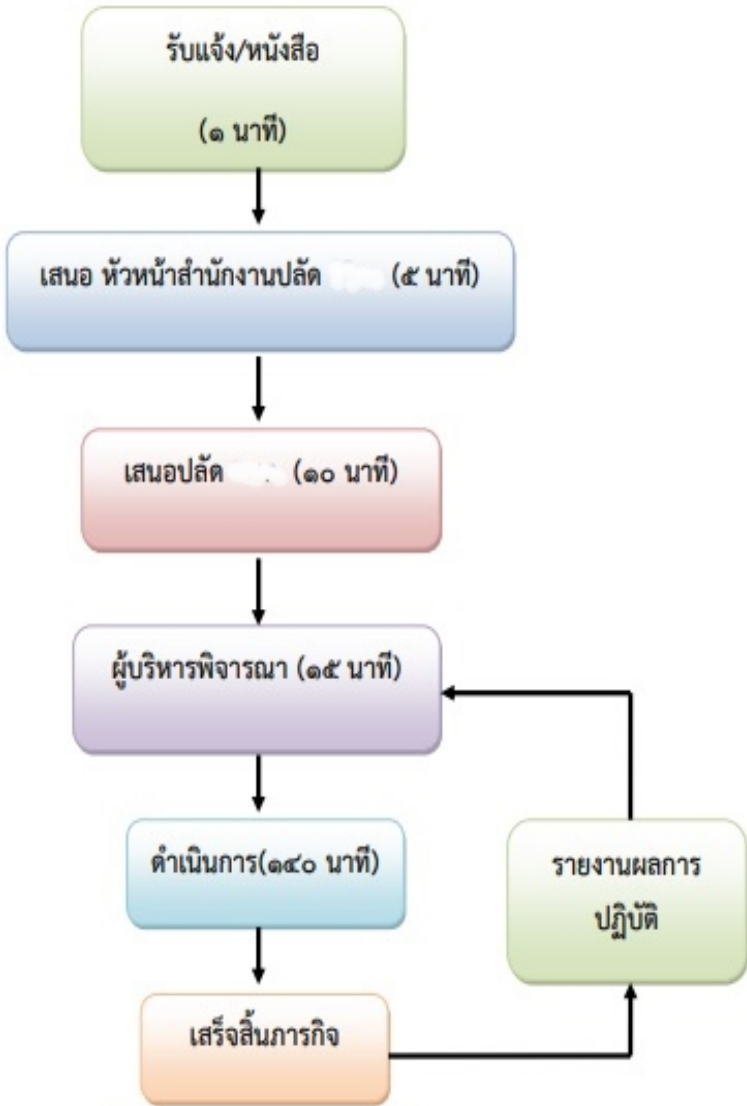 รับแจ้ง/หนังสือ
(๑ นาที)
เสนอ หัวหน้าสำนักงานปลัด (๕ นาที)
เสนอปลัด (๑๐ นาที)
ผู้บริหารพิจารณา (๑๕ นาที)
ดำเนินการ(๑๔๐ นาที)
รายงานผลการ
ปฏิบัติ
เสร็จสิ้นภารกิจ